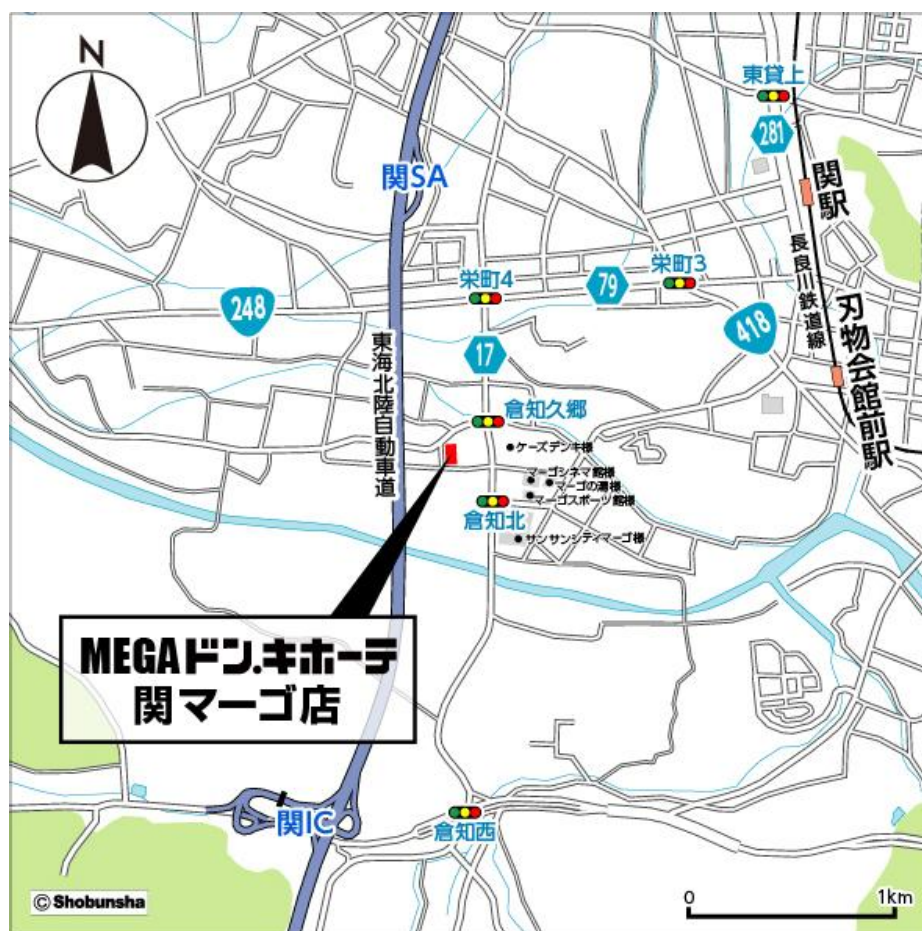 N
東貸上
281
関SA
関駅
長良川鉄道線
栄町4
79
栄町3
248
418
刃物会館前駅
東海北陸自動車道
17
倉知久郷
ケーズデンキ様
マーゴシネマ館様
マーゴの湯様
マーゴスポーツ館様
倉知北
サンサンシティマーゴ様
MEGAドン.キホーテ
関マーゴ店
関IC
倉知西
© Shobunsha
0 1km